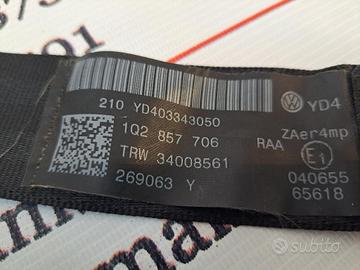 210 YD403343050
YD4
1Q2 857 706
RAA
ZAer4mp
TRW 34008561
E1
269063 Y
040655
65618
subito